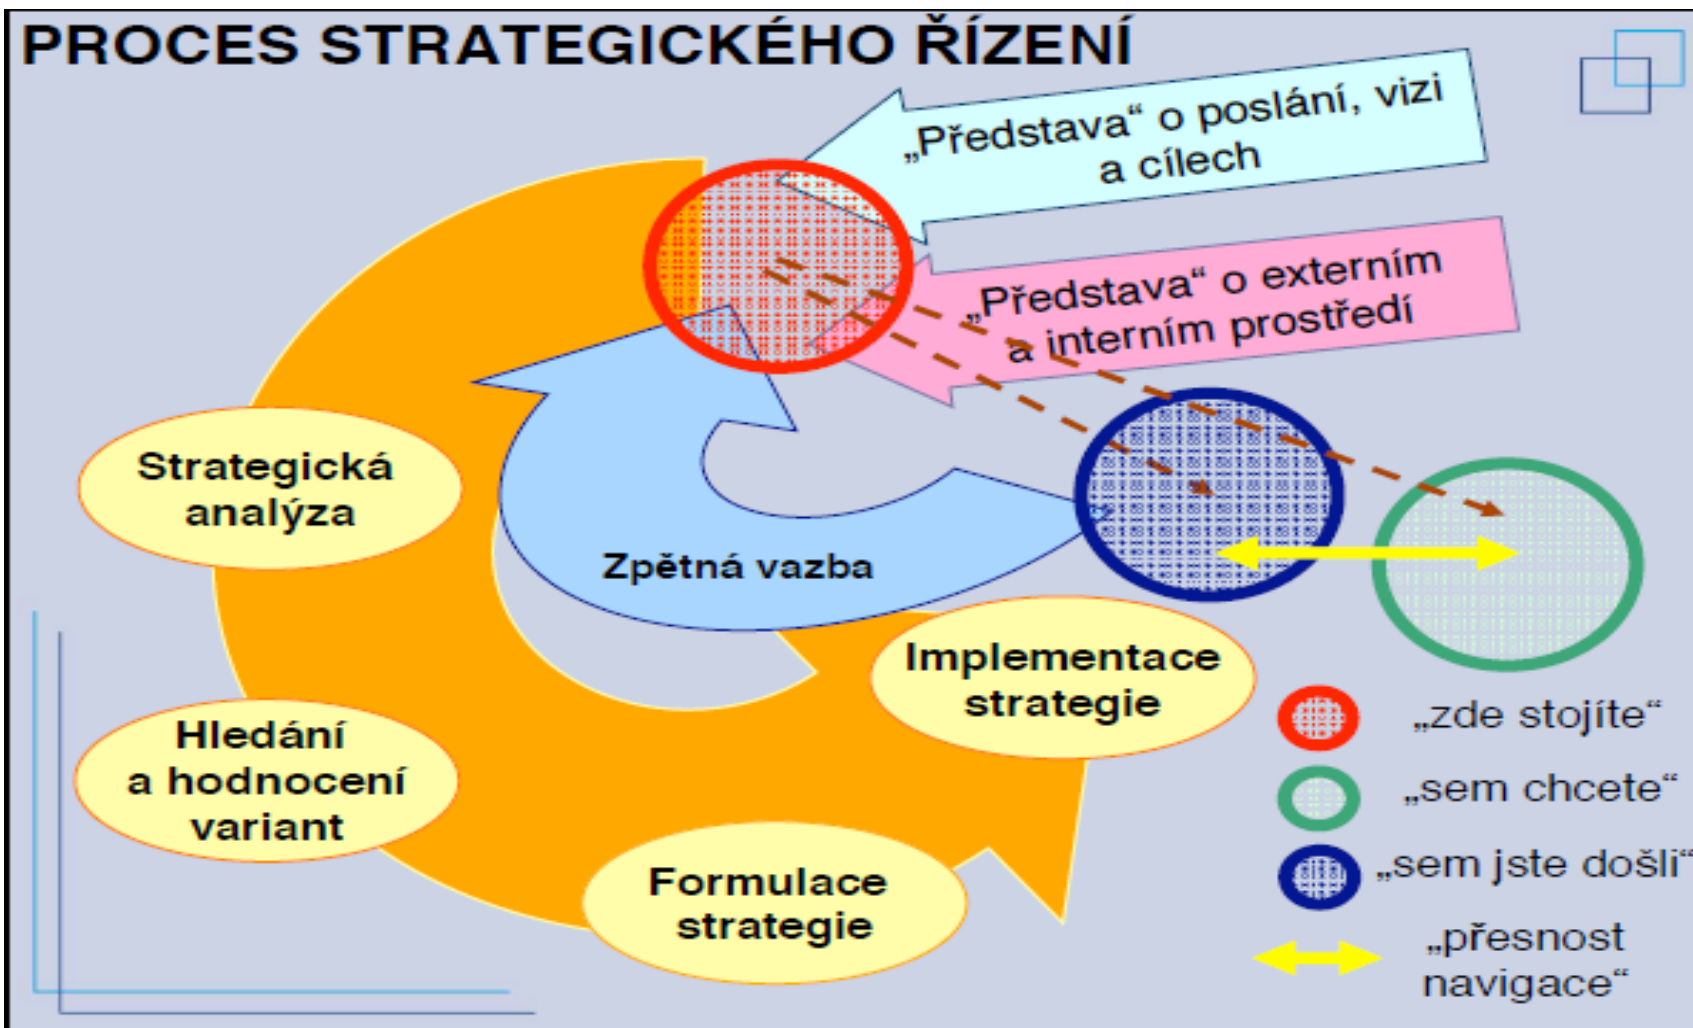 PROCES STRATEGICKÉHO ŘÍZENÍ
„Představa“ o poslání, vizi
a cílech
„Představa“ o externím
a interním prostředí
Strategická
analýza
Zpětná vazba
Implementace
strategie
Hledání
a hodnocení
variant
Formulace
strategie
„zde stojíte“
„sem chcete“
„sem jste došli“
„přesnost
navigace“